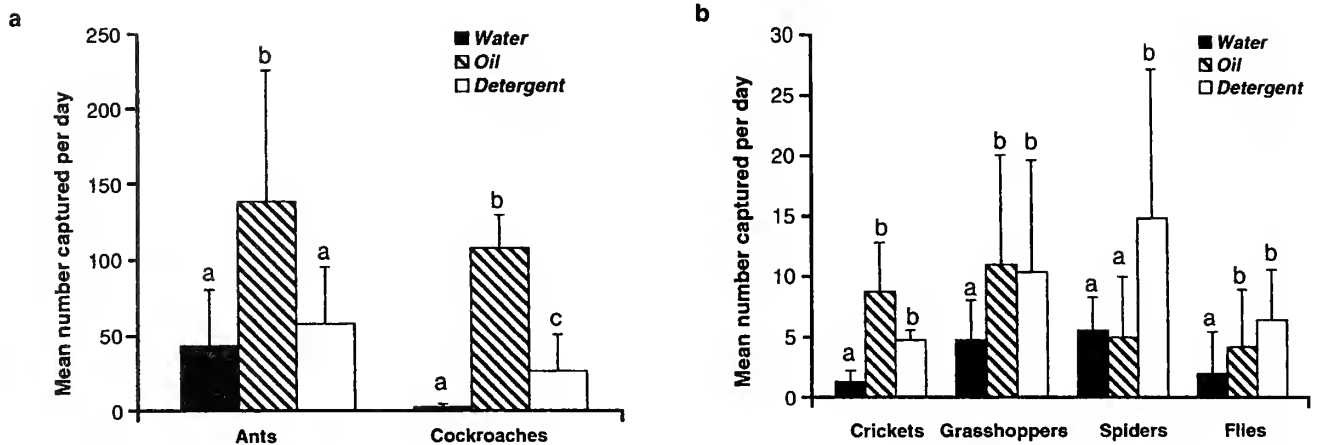 a
250
200
150
100
50
0
Mean number captured per day
Water
Oil
Detergent
a
b
a
a
b
c
Ants
Cockroaches
b
30
25
20
15
10
5
0
Mean number captured per day
Water
Oil
Detergent
a
b
b
a
b
b
a
a
b
a
b
b
Crickets
Grasshoppers
Spiders
Flies